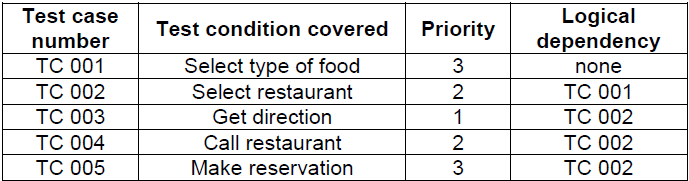 Test case number Test condition covered Priority Logical dependency
TC 001 Select type of food 3 none
TC 002 Select restaurant 2 TC 001
TC 003 Get direction 1 TC 002
TC 004 Call restaurant 2 TC 002
TC 005 Make reservation 3 TC 002